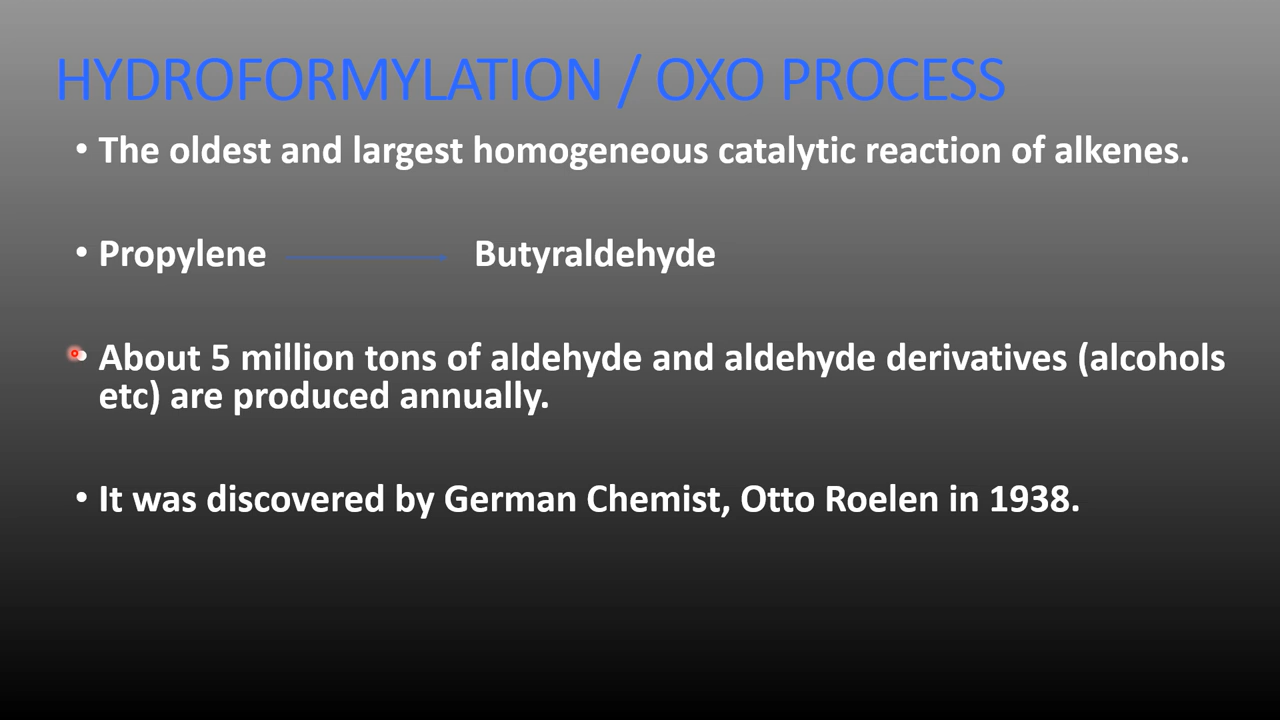 HYDROFORMYLATION / OXO PROCESS
• The oldest and largest homogeneous catalytic reaction of alkenes.
• Propylene Butyraldehyde
• About 5 million tons of aldehyde and aldehyde derivatives (alcohols
etc) are produced annually.
• It was discovered by German Chemist, Otto Roelen in 1938.